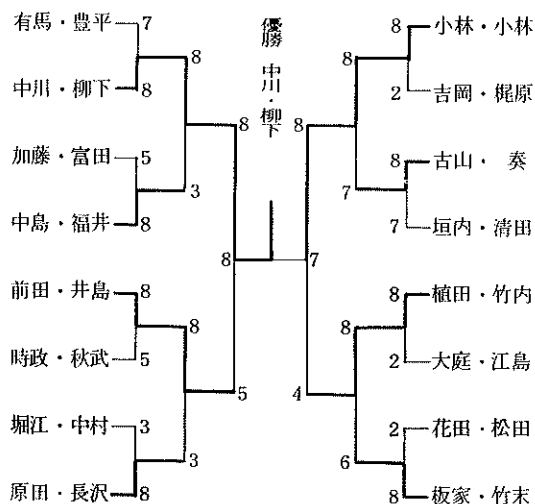 優勝 中川・柳下
有馬・豊平 7
8
中川・柳下 8
8
加藤・富田 5
3
中島・福井 8
8
前田・井島 8
8
時政・秋武 5
5
堀江・中村 3
3
原田・長沢 8
8 小林・小林
8
2 吉岡・梶原
8
8 古山・奏
7
7 垣内・清田
7
8 植田・竹内
8
2 大庭・江島
4
2 花田・松田
6
8 板家・竹末